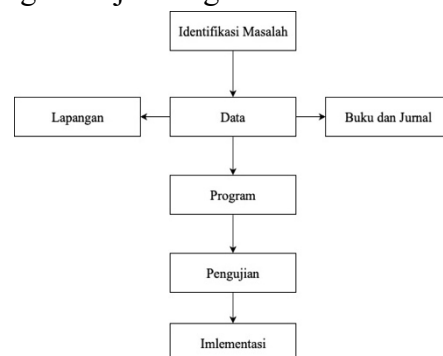 Identifikasi Masalah
Lapangan
Data
Buku dan Jurnal
Program
Pengujian
Imlementasi